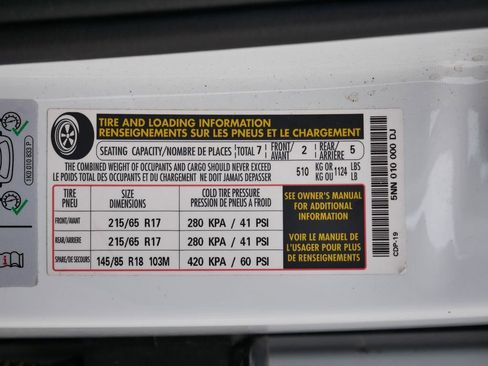 TIRE AND LOADING INFORMATION
RENSEIGNEMENTS SUR LES PNEUS ET LE CHARGEMENT
SEATING CAPACITY/NOMBRE DE PLACES TOTAL 7 FRONT/AVANT 2 REAR/ARRIÈRE 5
THE COMBINED WEIGHT OF OCCUPANTS AND CARGO SHOULD NEVER EXCEED 510 KG OR 1124 LBS
LE POIDS TOTAL DES OCCUPANTS ET DU CHARGEMENT NE DOIT JAMAIS DÉPASSER KG OU LB
TIRE PNEU SIZE DIMENSIONS COLD TIRE PRESSURE PRESSION DE PNEUS A FROID
FRONT/AVANT 215/65 R17 280 KPA / 41 PSI
REAR/ARRIERE 215/65 R17 280 KPA / 41 PSI
SPARE/DE SECOURS 145/85 R18 103M 420 KPA / 60 PSI
SEE OWNER'S MANUAL
FOR ADDITIONAL
INFORMATION
VOIR LE MANUEL DE
L'USAGER POUR PLUS
DE RENSEIGNEMENTS
5NN 010 000 DJ
CDP-19
1K0 010 833 P